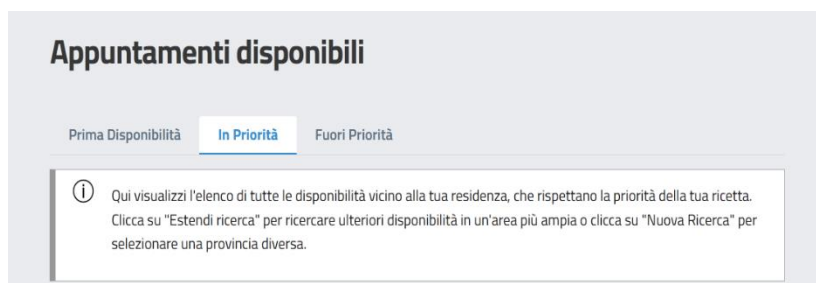 Appuntamenti disponibili
Prima Disponibilità In Priorità Fuori Priorità
Qui visualizzi l'elenco di tutte le disponibilità vicino alla tua residenza, che rispettano la priorità della tua ricetta.
Clicca su "Estendi ricerca" per ricercare ulteriori disponibilità in un'area più ampia o clicca su "Nuova Ricerca" per
selezionare una provincia diversa.